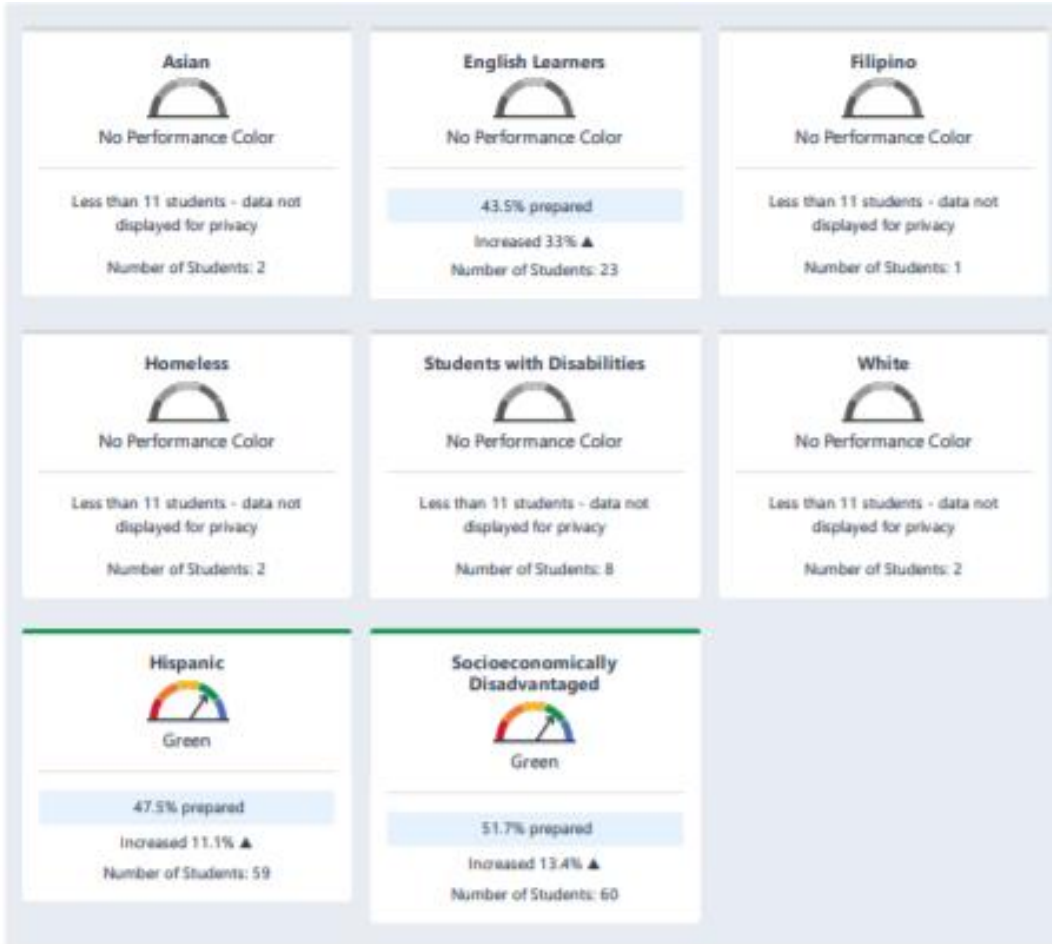 Asian
No Performance Color
Less than 11 students - data not
displayed for privacy
Number of Students: 2
English Learners
No Performance Color
43.5% prepared
Increased 33% ▲
Number of Students: 23
Filipino
No Performance Color
Less than 11 students - data not
displayed for privacy
Number of Students: 1
Homeless
No Performance Color
Less than 11 students - data not
displayed for privacy
Number of Students: 2
Students with Disabilities
No Performance Color
Less than 11 students - data not
displayed for privacy
Number of Students: 8
White
No Performance Color
Less than 11 students - data not
displayed for privacy
Number of Students: 2
Hispanic
Green
47.5% prepared
Increased 11.1% ▲
Number of Students: 59
Socioeconomically
Disadvantaged
Green
51.7% prepared
Increased 13.4% ▲
Number of Students: 60